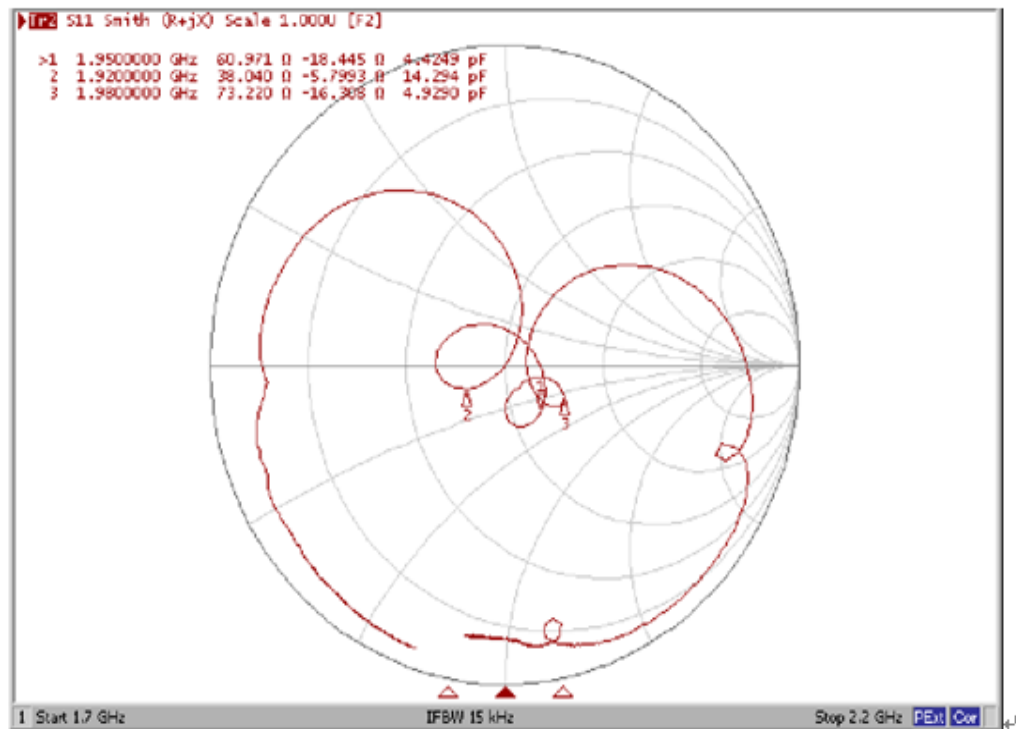 Tr2 S11 Smith (R+jX) Scale 1.000U [F2]
>1 1.9500000 GHz 60.971 Ω -18.445 Ω 4.4249 pF
2 1.9200000 GHz 38.040 Ω -5.7993 Ω 14.294 pF
3 1.9800000 GHz 73.220 Ω -16.308 Ω 4.9290 pF
2
3
1 Start 1.7 GHz IFBW 15 kHz Stop 2.2 GHz PExt Cor